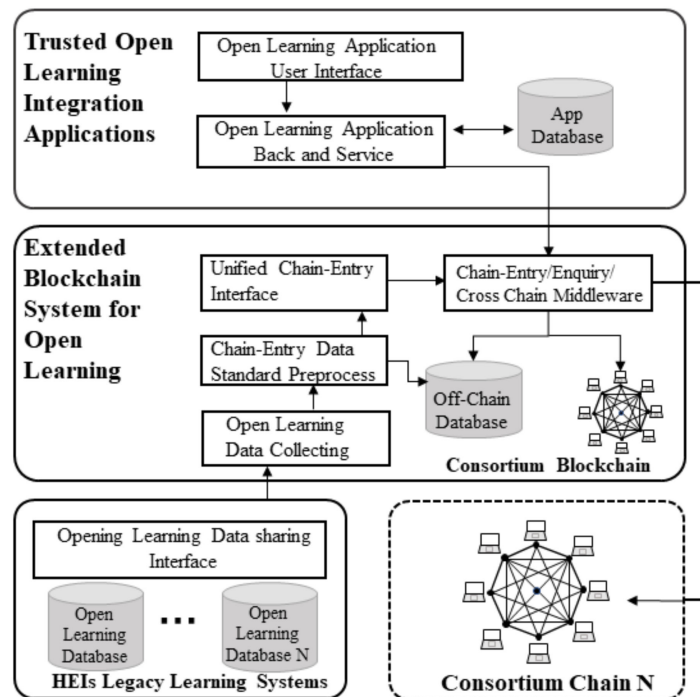 Trusted Open
Learning
Integration
Applications
Open Learning Application
User Interface
Open Learning Application
Back and Service
App
Database
Extended
Blockchain
System for
Open
Learning
Unified Chain-Entry
Interface
Chain-Entry/Enquiry/
Cross Chain Middleware
Chain-Entry Data
Standard Preprocess
Open Learning
Data Collecting
Off-Chain
Database
Consortium Blockchain
Opening Learning Data sharing
Interface
Open
Learning
Database
...
Open
Learning
Database N
HEIs Legacy Learning Systems
Consortium Chain N